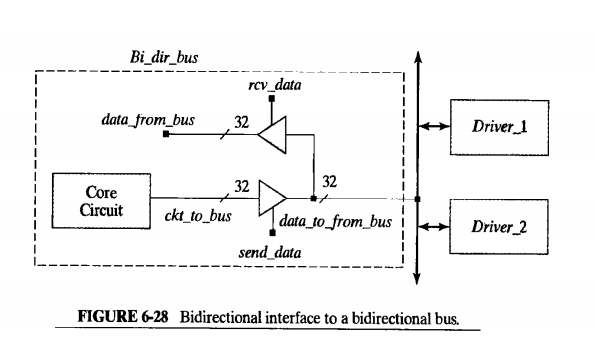 Bi_dir_bus
rcv_data
data_from_bus
32
Driver_1
Core
Circuit
32
32
ckt_to_bus
data_to_from_bus
Driver_2
send_data
FIGURE 6-28 Bidirectional interface to a bidirectional bus.